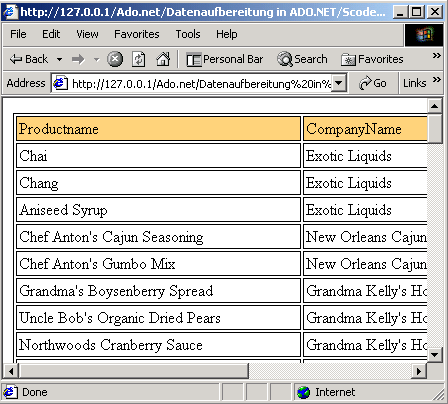 http://127.0.0.1/Ado.net/Datenaufbereitung in ADO.NET/Scode...
File Edit View Favorites Tools Help
Back Personal Bar Search Favorites
Address http://127.0.0.1/Ado.net/Datenaufbereitung%20in% Go Links »
Productname CompanyName
Chai Exotic Liquids
Chang Exotic Liquids
Aniseed Syrup Exotic Liquids
Chef Anton's Cajun Seasoning New Orleans Cajun
Chef Anton's Gumbo Mix New Orleans Cajun
Grandma's Boysenberry Spread Grandma Kelly's Ho
Uncle Bob's Organic Dried Pears Grandma Kelly's Ho
Northwoods Cranberry Sauce Grandma Kelly's Ho
Done Internet